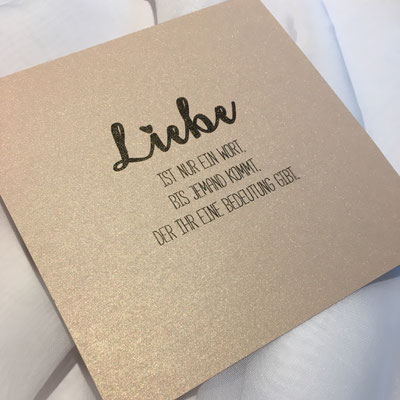 Liebe
IST NUR EIN WORT,
BIS JEMAND KOMMT,
DER IHR EINE BEDEUTUNG GIBT.